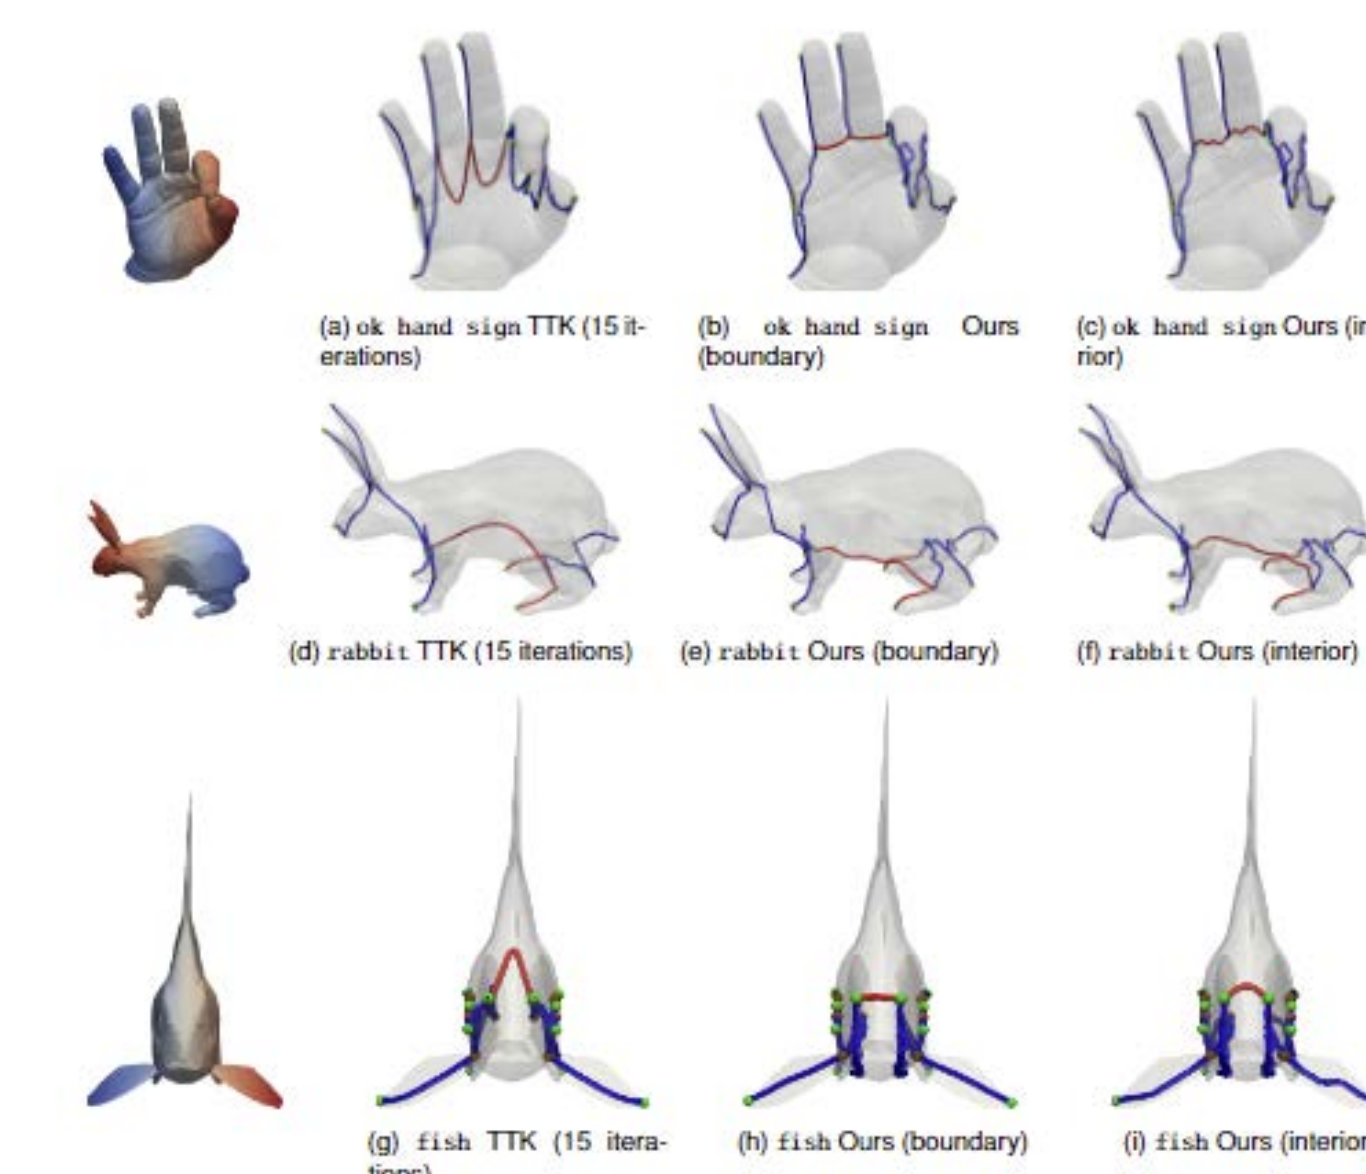 (a) ok hand sign TTK (15 it-
erations)
(b) ok hand sign Ours
(boundary)
(c) ok hand sign Ours (in
rior)
(d) rabbit TTK (15 iterations)
(e) rabbit Ours (boundary)
(f) rabbit Ours (interior)
(g) fish TTK (15 itera-
tions)
(h) fish Ours (boundary)
(i) fish Ours (interior